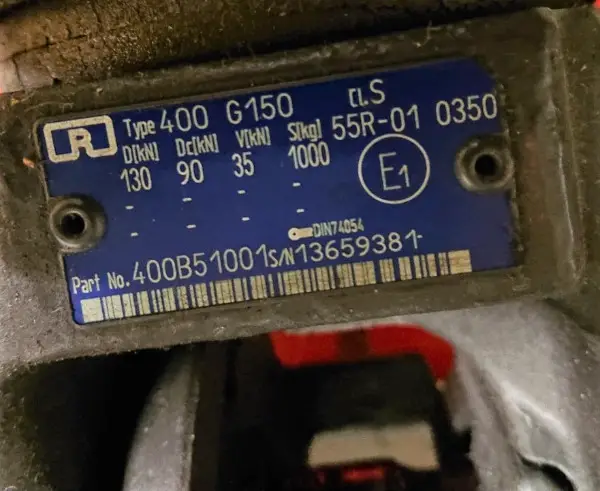 R Type 400 G150 Cl.S
D[kN] Dc[kN] V[kN] S[kg] 55R-01 0350
130 90 35 1000 E1
- - - -
- - - -
DIN74054
Part No. 400B51001 S/N 13659381-